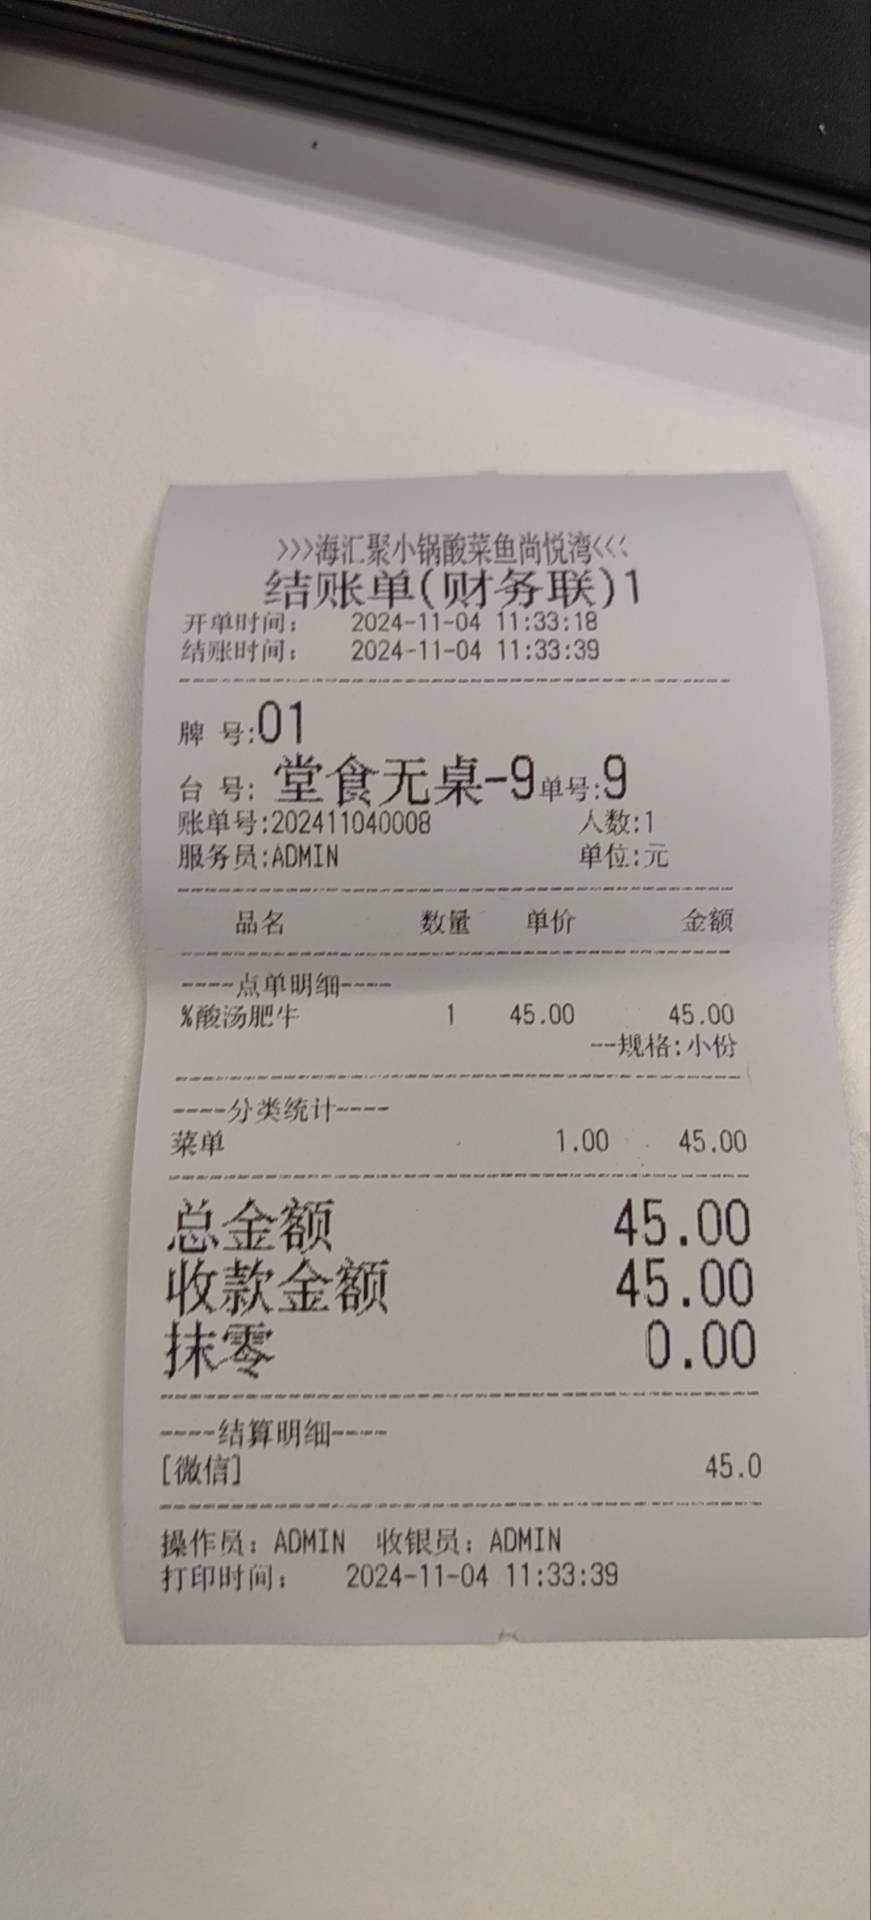 >>>海汇聚小锅酸菜鱼尚悦湾<<<
结账单(财务联)1
开单时间: 2024-11-04 11:33:18
结账时间: 2024-11-04 11:33:39
牌 号:01
台 号: 堂食无桌-9单号:9
账单号:202411040008 人数:1
服务员:ADMIN 单位:元
品名 数量 单价 金额
----点单明细----
%酸汤肥牛 1 45.00 45.00
--规格:小份
----分类统计----
菜单 1.00 45.00
总金额 45.00
收款金额 45.00
抹零 0.00
----结算明细----
[微信] 45.0
操作员: ADMIN 收银员: ADMIN
打印时间: 2024-11-04 11:33:39